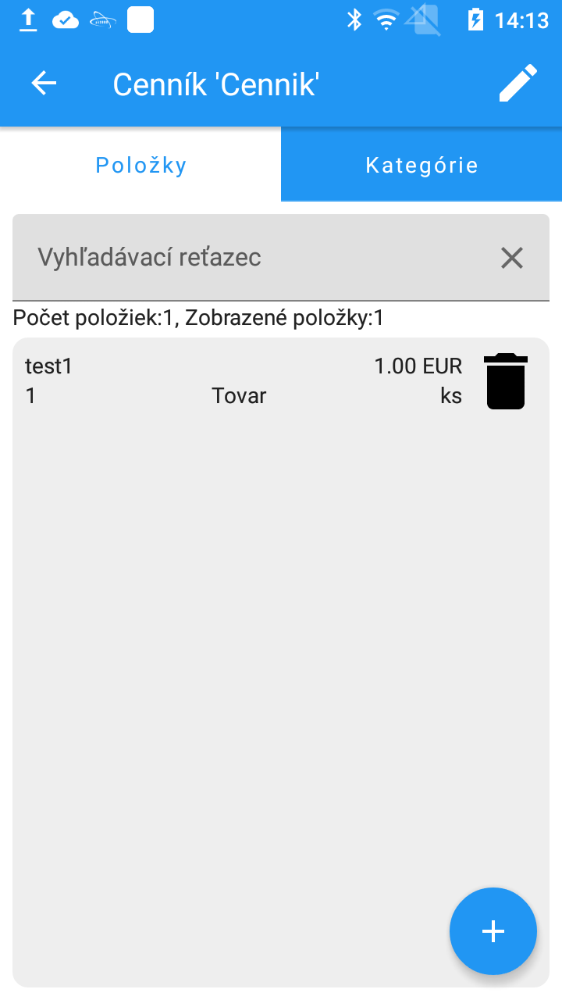 14:13
Cenník 'Cennik'
Položky
Kategórie
Vyhľadávací reťazec
Počet položiek:1, Zobrazené položky:1
test1 1.00 EUR
1 Tovar ks